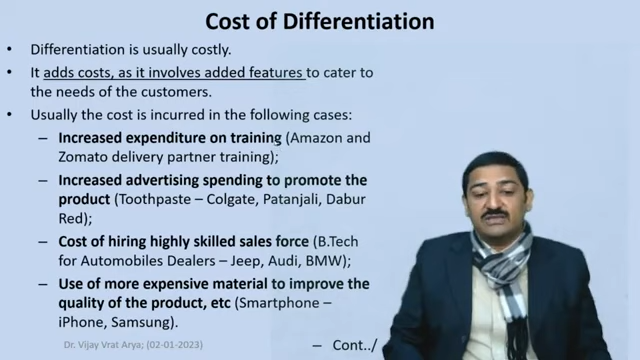 Cost of Differentiation
• Differentiation is usually costly.
• It adds costs, as it involves added features to cater to
the needs of the customers.
• Usually the cost is incurred in the following cases:
– Increased expenditure on training (Amazon and
Zomato delivery partner training);
– Increased advertising spending to promote the
product (Toothpaste – Colgate, Patanjali, Dabur
Red);
– Cost of hiring highly skilled sales force (B.Tech
for Automobiles Dealers – Jeep, Audi, BMW);
– Use of more expensive material to improve the
quality of the product, etc (Smartphone –
iPhone, Samsung).
Dr. Vijay Vrat Arya; (02-01-2023)
– Cont../